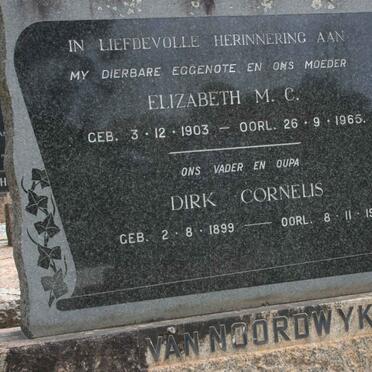 IN LIEFDEVOLLE HERINNERING AAN
MY DIERBARE EGGENOTE EN ONS MOEDER
ELIZABETH M. C.
GEB. 3 · 12 · 1903 — OORL. 26 · 9 · 1965.
ONS VADER EN OUPA
DIRK CORNELIS
GEB. 2 · 8 · 1899 — OORL. 8 · 11 · 
VAN NOORDWYK